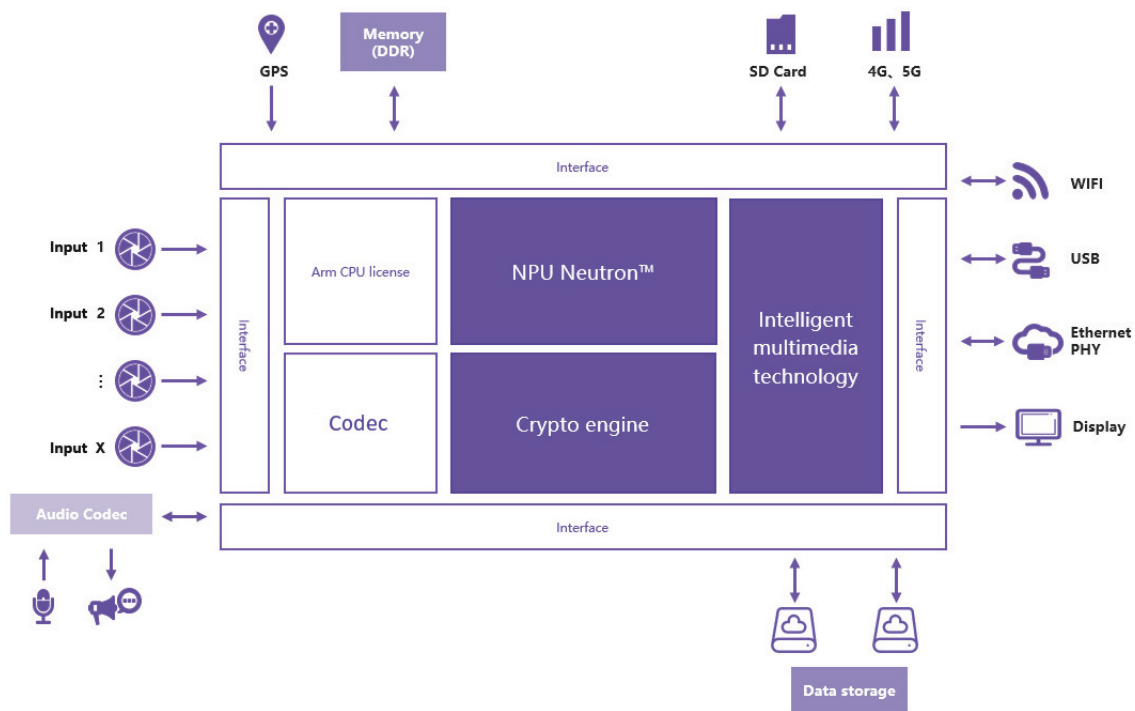 Memory
(DDR)
GPS
SD Card
4G、5G
Interface
WIFI
Input 1
Arm CPU license
NPU Neutron™
USB
Input 2
Interface
Intelligent
multimedia
technology
Interface
Ethernet
PHY
⋮
Codec
Crypto engine
Display
Input X
Audio Codec
Interface
Data storage